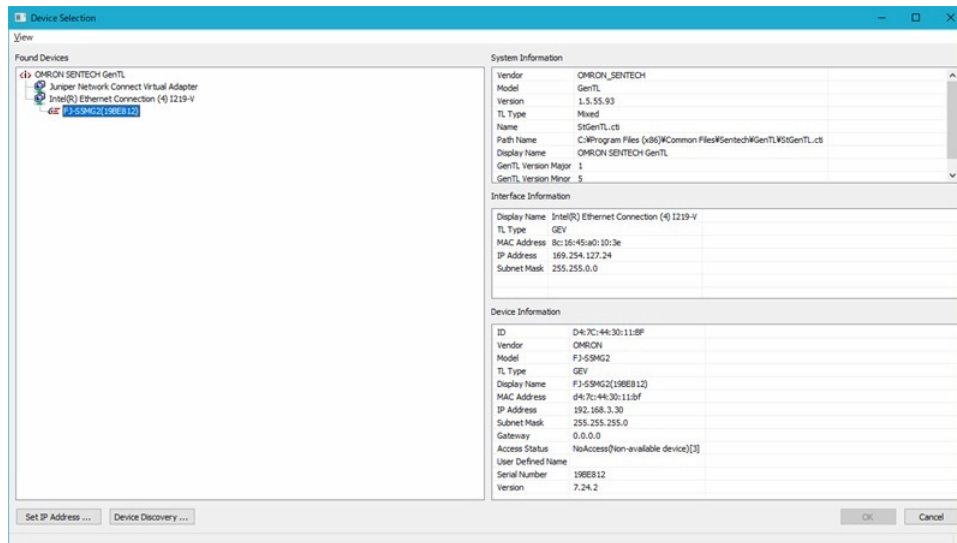 Device Selection
View
Found Devices
OMRON SENTECH GenTL
Juniper Network Connect Virtual Adapter
Intel(R) Ethernet Connection (4) I219-V
GE FJ-S5MG2(19BE812)
System Information
Vendor OMRON_SENTECH
Model GenTL
Version 1.5.55.93
TL Type Mixed
Name StGenTL.cti
Path Name C:¥Program Files (x86)¥Common Files¥Sentech¥GenTL¥StGenTL.cti
Display Name OMRON SENTECH GenTL
GenTL Version Major 1
GenTL Version Minor 5
Interface Information
Display Name Intel(R) Ethernet Connection (4) I219-V
TL Type GEV
MAC Address 8c:16:45:a0:10:3e
IP Address 169.254.127.24
Subnet Mask 255.255.0.0
Device Information
ID D4:7C:44:30:11:BF
Vendor OMRON
Model FJ-S5MG2
TL Type GEV
Display Name FJ-S5MG2(19BE812)
MAC Address d4:7c:44:30:11:bf
IP Address 192.168.3.30
Subnet Mask 255.255.255.0
Gateway 0.0.0.0
Access Status NoAccess(Non-available device)[3]
User Defined Name
Serial Number 19BE812
Version 7.24.2
Set IP Address ... Device Discovery ... OK Cancel